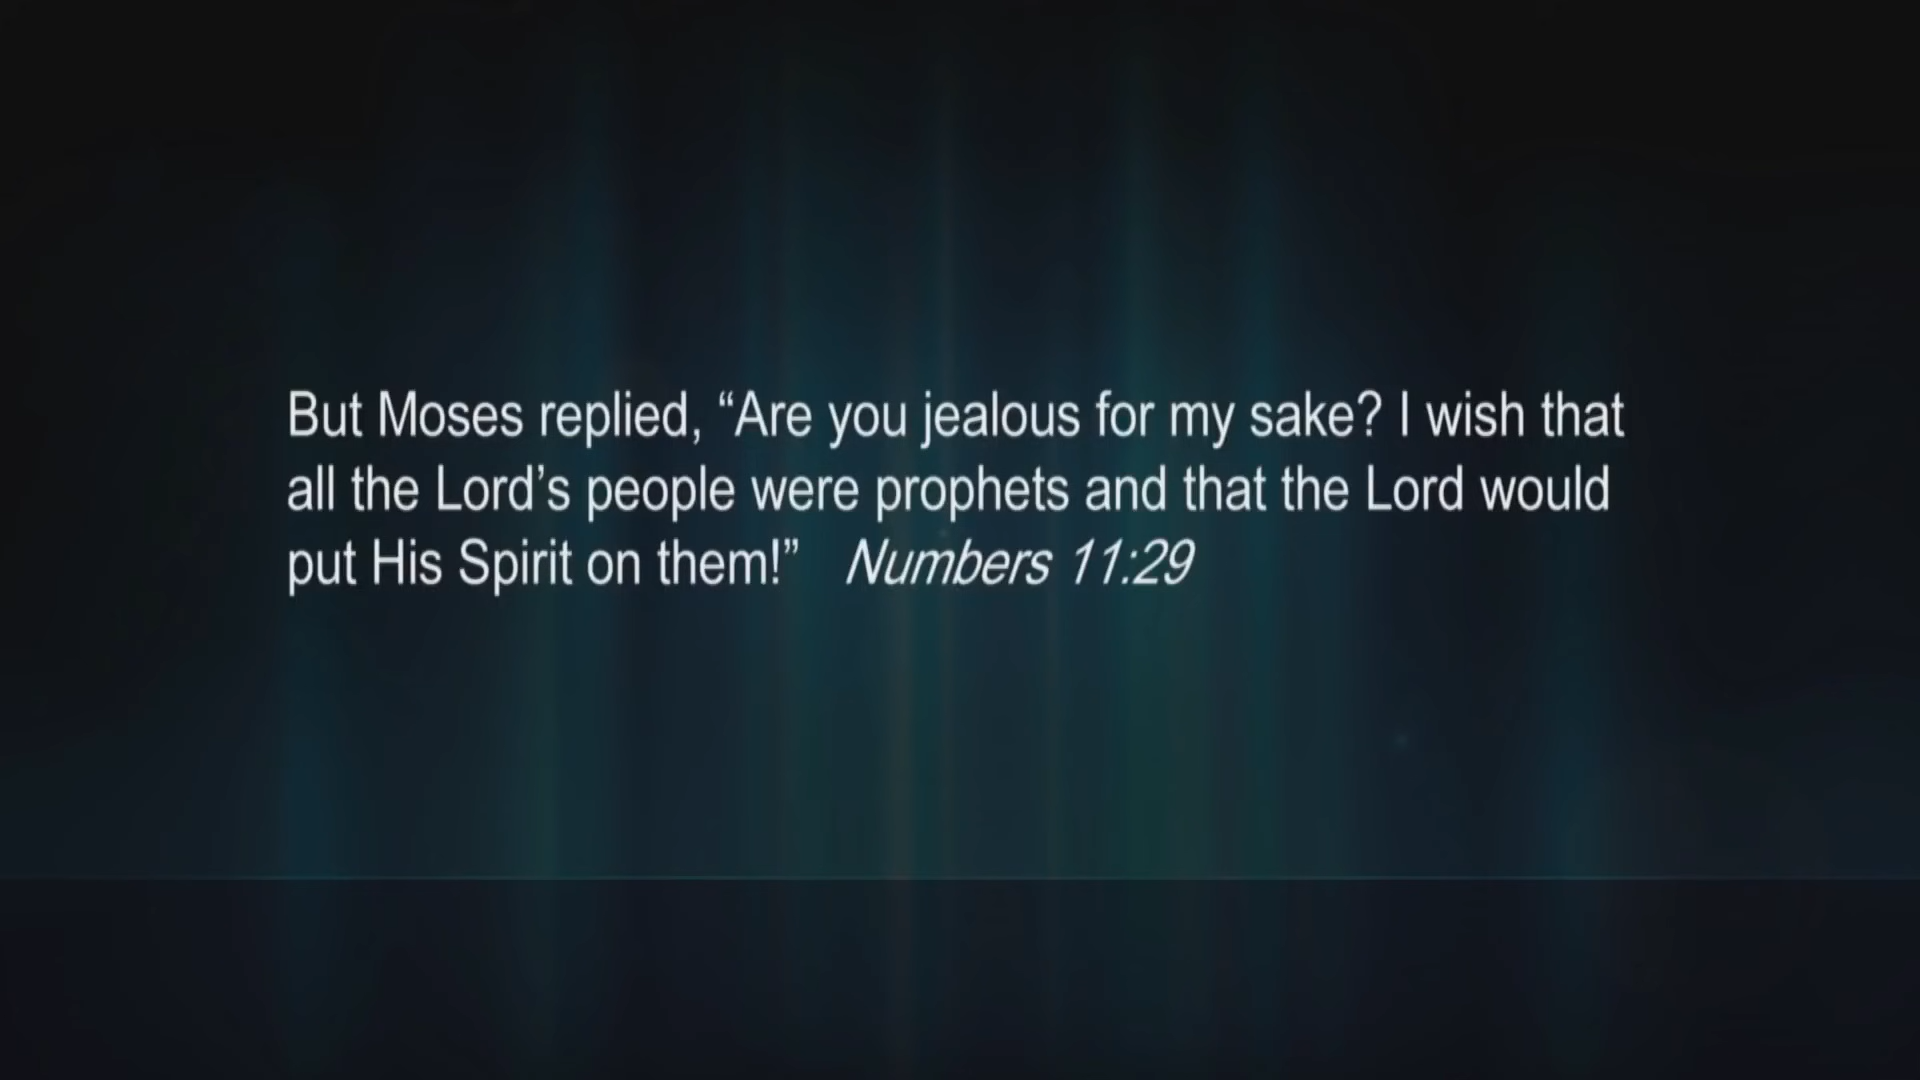 But Moses replied, “Are you jealous for my sake? I wish that
all the Lord’s people were prophets and that the Lord would
put His Spirit on them!” Numbers 11:29